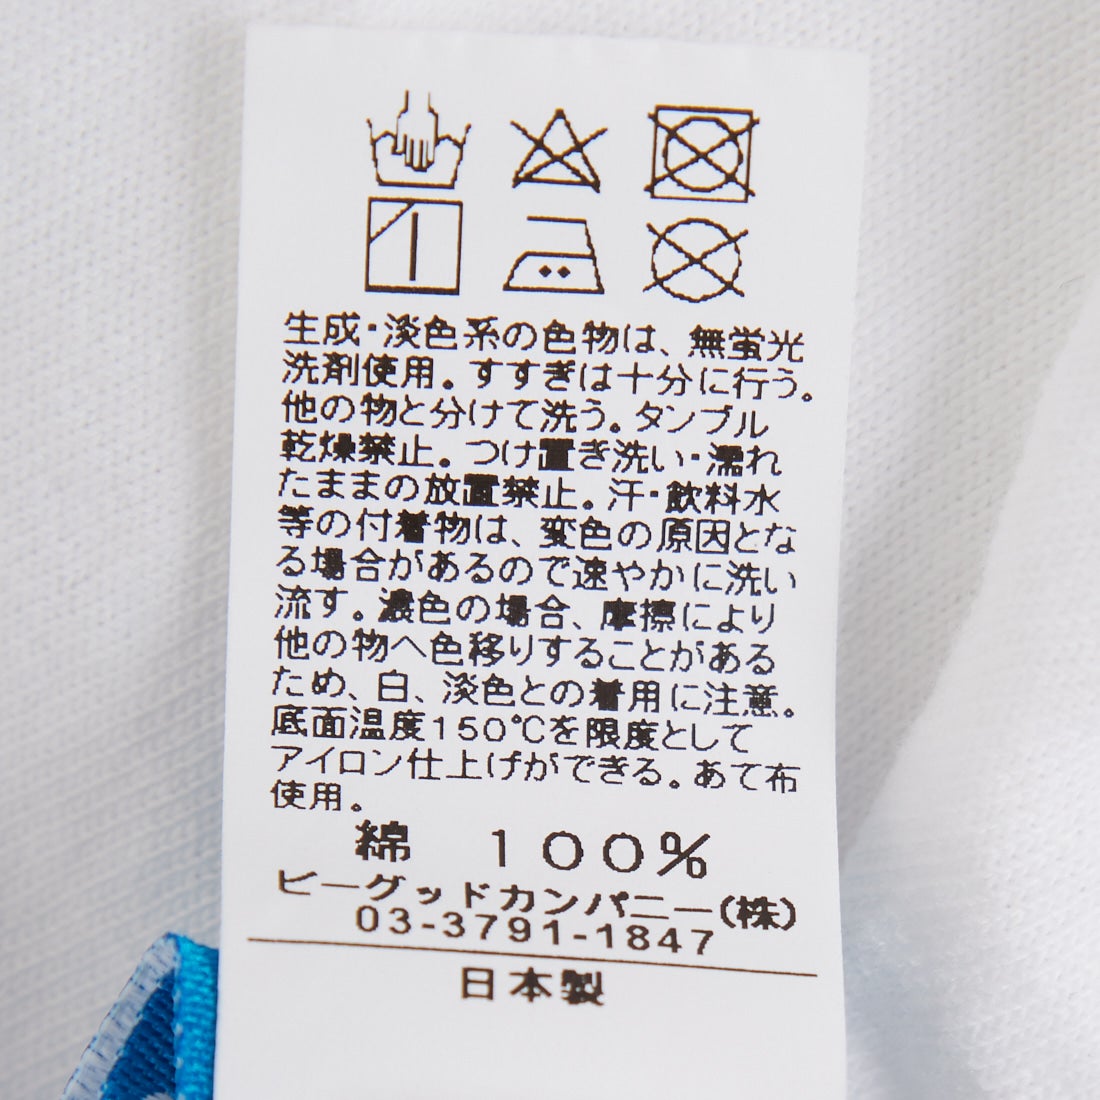 生成・淡色系の色物は、無蛍光
洗剤使用。すすぎは十分に行う。
他の物と分けて洗う。タンブル
乾燥禁止。つけ置き洗い・濡れ
たままの放置禁止。汗・飲料水
等の付着物は、変色の原因とな
る場合があるので速やかに洗い
流す。濃色の場合、摩擦により
他の物へ色移りすることがある
ため、白、淡色との着用に注意。
底面温度150℃を限度として
アイロン仕上げができる。あて布
使用。
綿 100%
ビーグッドカンパニー(株)
03-3791-1847
日本製